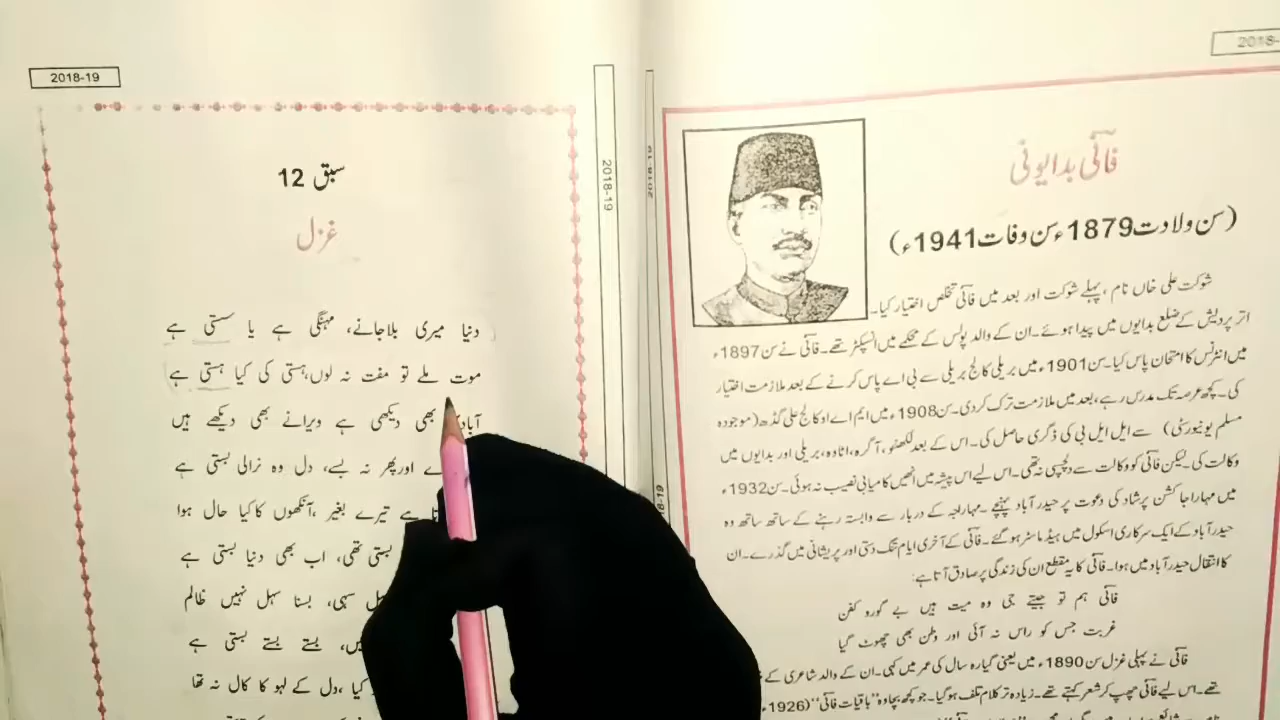 2018-19
سبق 12
غزل
دنیا میری بلا جانے، مہنگی ہے یا سستی ہے
موت ملے تو مفت نہ لوں، ہستی کی کیا ہستی ہے
بھی دیکھی ہے ویرانے بھی دیکھے ہیں
اور پھر نہ بسے، دل وہ نرالی بستی ہے
ہے تیرے بغیر، آنکھوں کا کیا حال ہوا
بستی تھی، اب بھی دنیا بستی ہے
سہی، بسنا سہل نہیں ظالم
بستے بستے بستی ہے
کیا، دل کے لہو کا کال نہ تھا
2018-19
2018-19
2018-
فانی بدایونی
(سن ولادت 1879ء سن وفات 1941ء)
شوکت علی خاں نام، پہلے شوکت اور بعد میں فانی تخلص اختیار کیا۔
اتر پردیش کے ضلع بدایوں میں پیدا ہوئے۔ ان کے والد پولس کے محکمے میں انسپکٹر تھے۔ فانی نے سن 1897ء
میں انٹرنس کا امتحان پاس کیا۔ سن 1901ء میں بریلی کالج بریلی سے بی اے پاس کرنے کے بعد ملازمت اختیار
کی۔ کچھ عرصہ تک مدرس رہے، بعد میں ملازمت ترک کردی۔ سن 1908ء میں ایم اے او کالج علی گڈھ (موجودہ
مسلم یونیورسٹی) سے ایل ایل بی کی ڈگری حاصل کی۔ اس کے بعد لکھنؤ، آگرہ، اٹاوہ، بریلی اور بدایوں میں
وکالت کی۔ لیکن فانی کو وکالت سے دلچسپی نہ تھی۔ اس لیے اس پیشہ میں انھیں کامیابی نصیب نہ ہوئی۔ سن 1932ء
میں مہاراجا کشن پرشاد کی دعوت پر حیدرآباد پہنچے۔ مہاراجہ کے دربار سے وابستہ رہنے کے ساتھ ساتھ وہ
حیدرآباد کے ایک سرکاری اسکول میں ہیڈ ماسٹر ہوگئے۔ فانی کے آخری ایام تنگ دستی اور پریشانی میں گذرے۔ ان
کا انتقال حیدرآباد میں ہوا۔ فانی کا یہ مقطع ان کی زندگی پر صادق آتا ہے:
فانی ہم تو جیتے جی وہ میت ہیں بے گور و کفن
غربت جس کو راس نہ آئی اور وطن بھی چھوٹ گیا
فانی نے پہلی غزل سن 1890ء میں یعنی گیارہ سال کی عمر میں کہی۔ ان کے والد شاعری کے
تھے۔ اس لیے فانی چھپ کر شعر کہتے تھے۔ زیادہ تر کلام تلف ہوگیا۔ جو کچھ بچا وہ "باقیات فانی" (1926ء